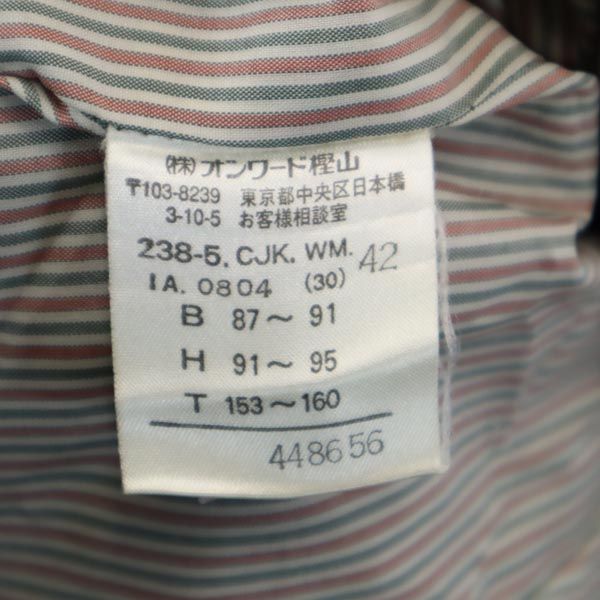 (株)オンワード樫山
〒103-8239 東京都中央区日本橋
3-10-5 お客様相談室
238-5. CJK. WM. 42
IA. 0804 (30)
B 87～91
H 91～95
T 153～160
448656